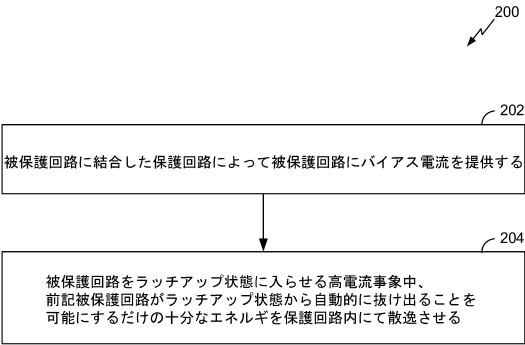 200
202
被保護回路に結合した保護回路によって被保護回路にバイアス電流を提供する
204
被保護回路をラッチアップ状態に入らせる高電流事象中、
前記被保護回路がラッチアップ状態から自動的に抜け出ることを
可能にするだけの十分なエネルギを保護回路内にて散逸させる